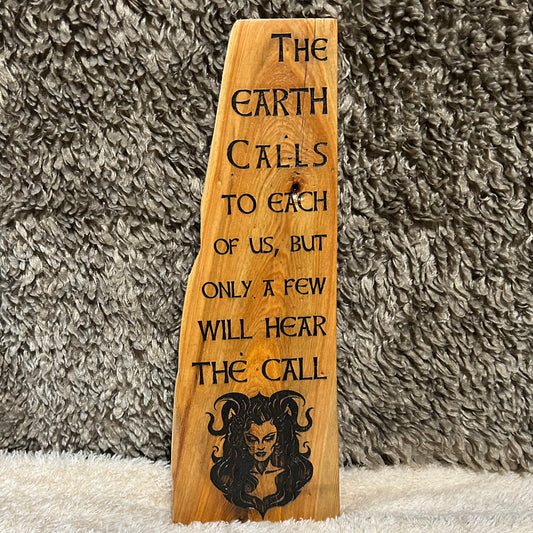 The
EARTH
Calls
TO EACH
OF US, BUT
ONLY A FEW
WILL HEAR
THE CALL